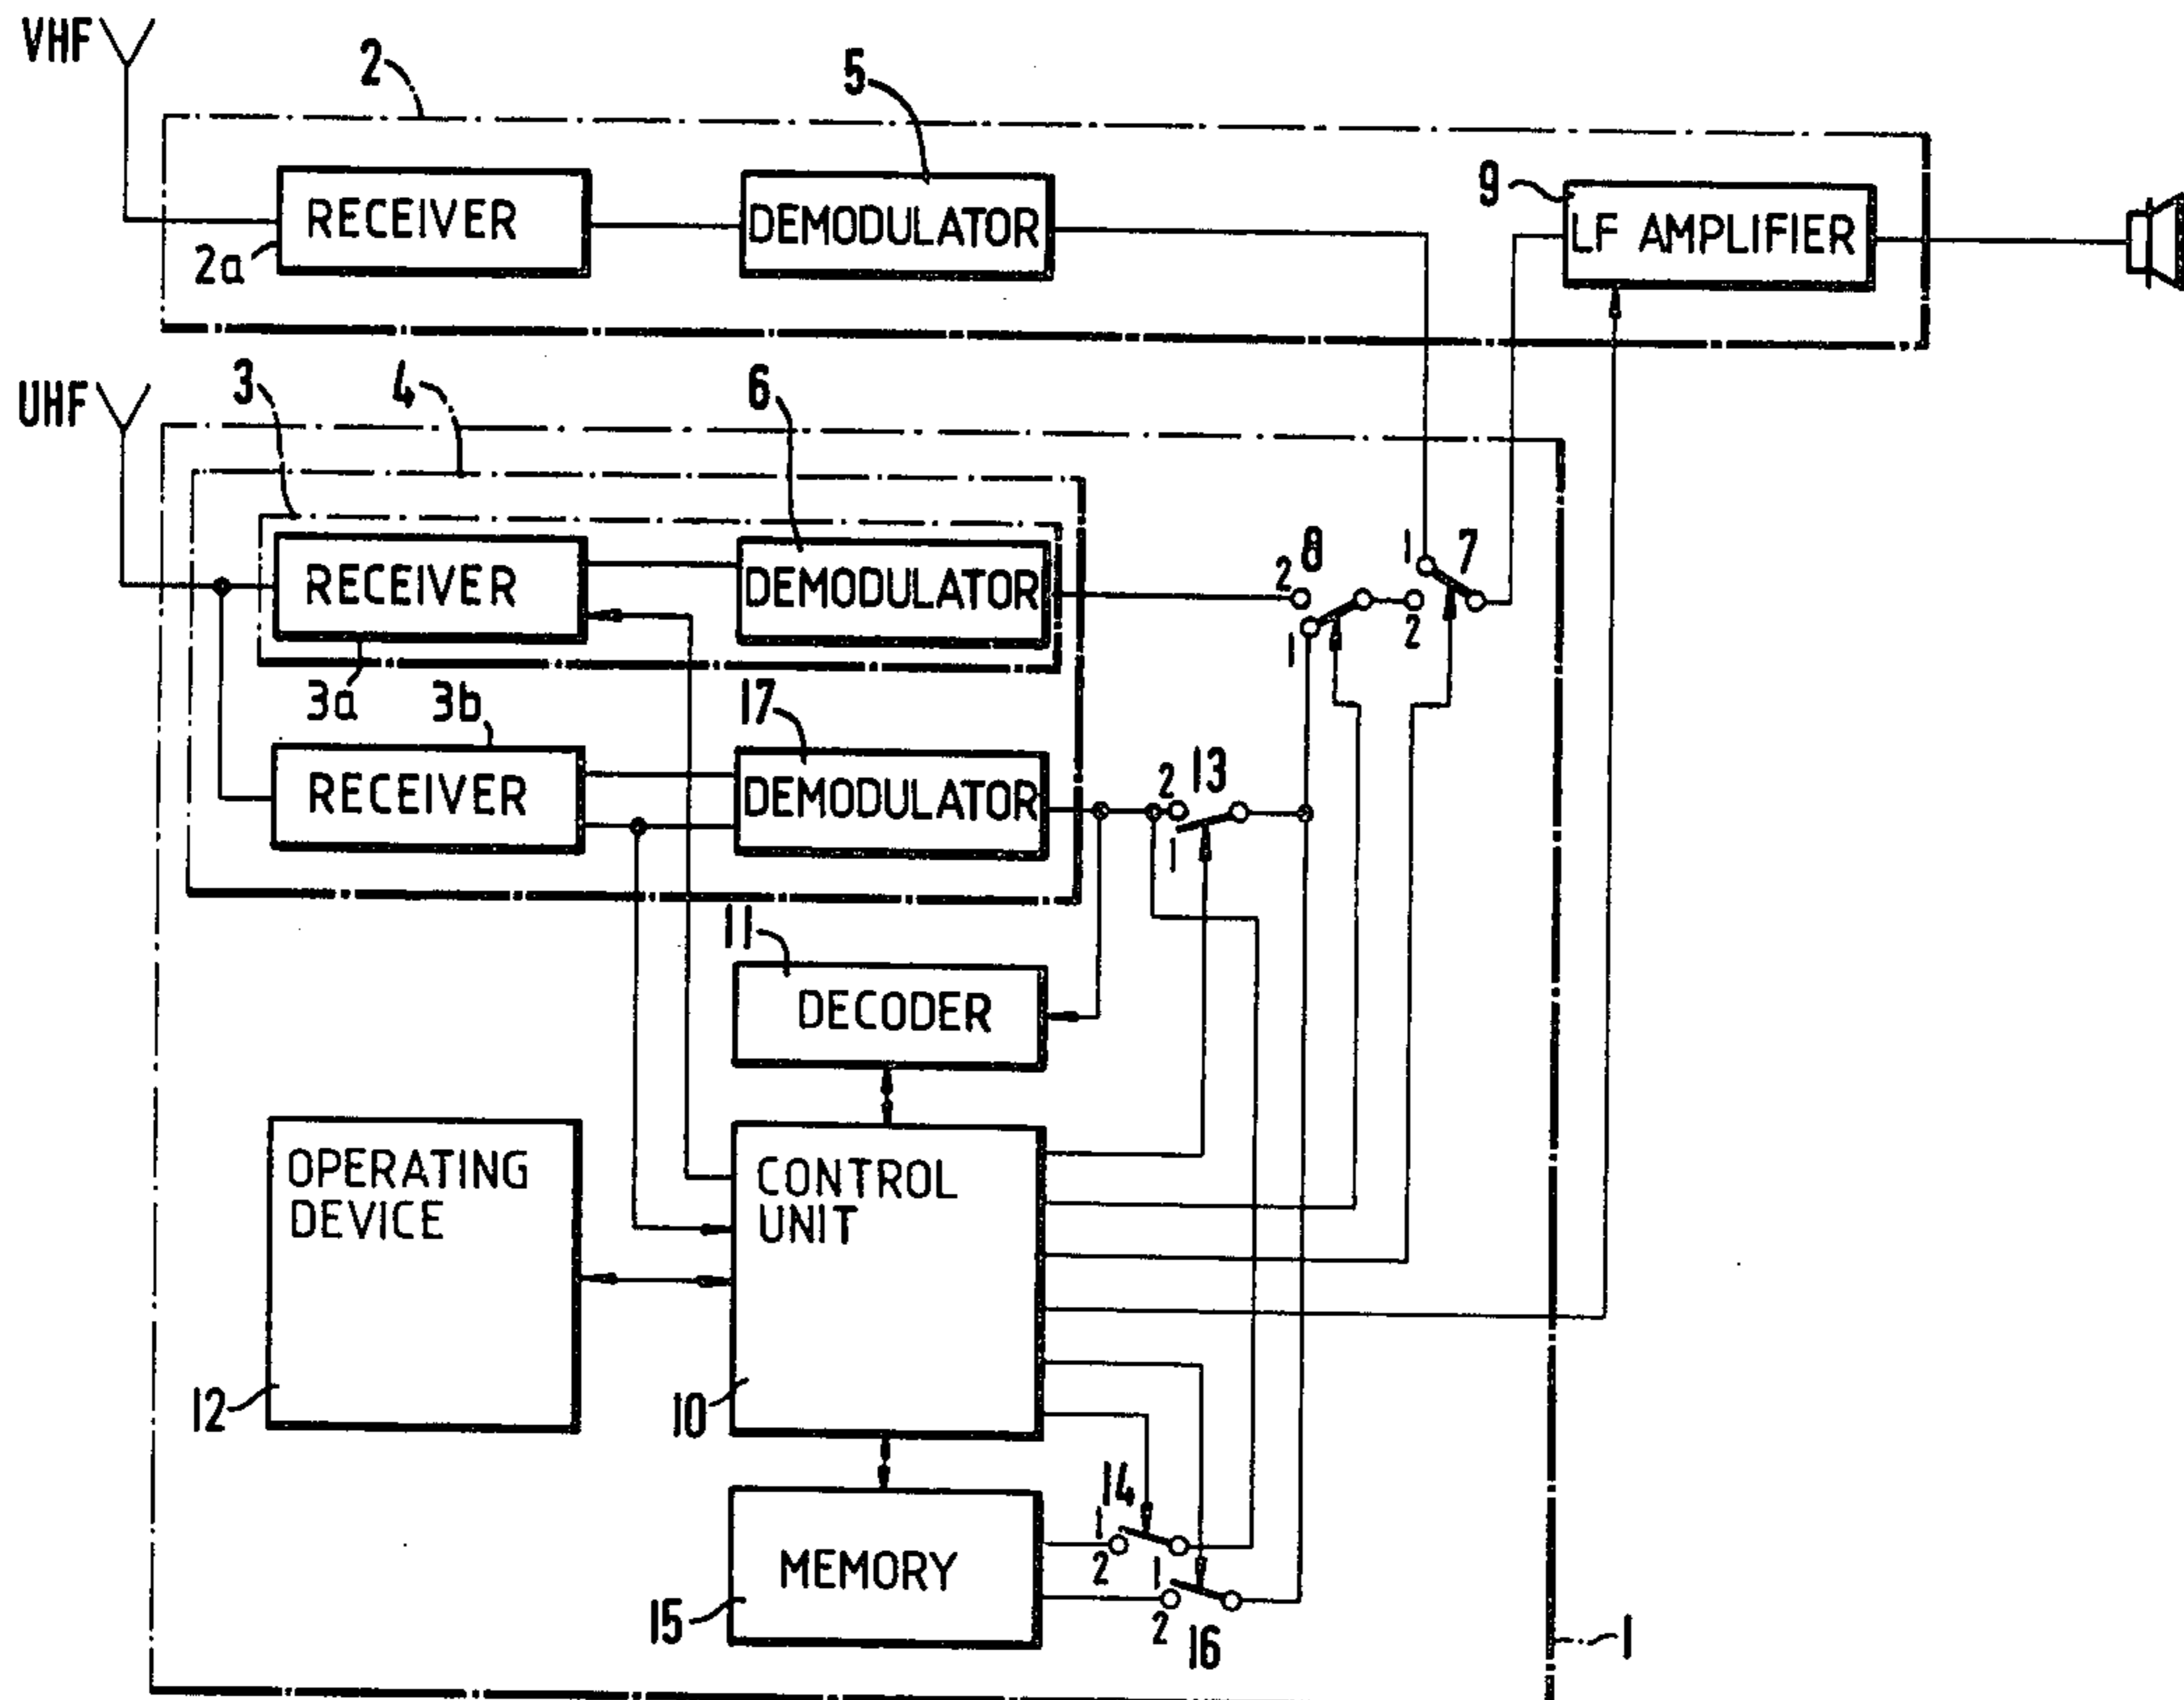 VHF
2
5
9
RECEIVER
DEMODULATOR
LF AMPLIFIER
2a
UHF
3
4
6
8
1
7
2
RECEIVER
DEMODULATOR
2
1
3a
3b
17
2
13
RECEIVER
DEMODULATOR
1
11
DECODER
OPERATING
DEVICE
CONTROL
UNIT
12
10
14
1
2
1
MEMORY
15
2
16
1